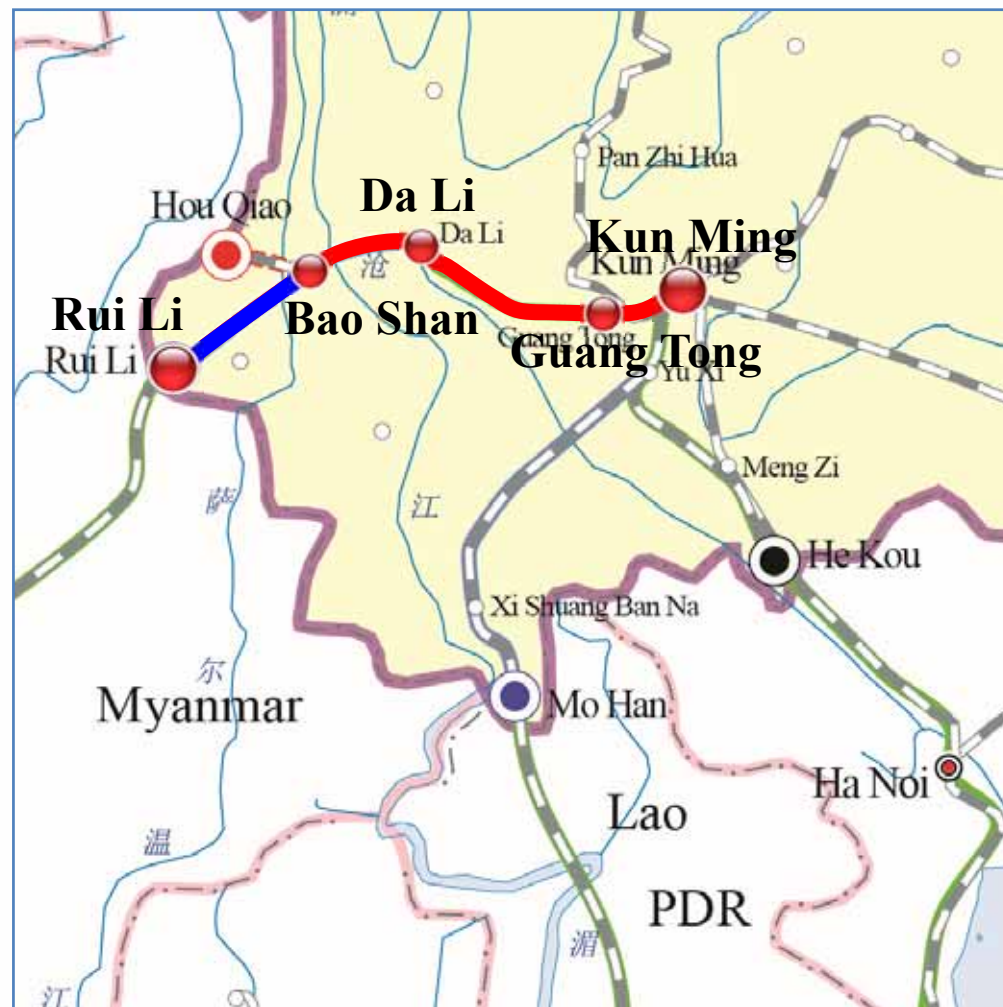 Pan Zhi Hua
Da Li
Hou Qiao
Da Li
Kun Ming
Kun Ming
沧
Rui Li
Bao Shan
Guang Tong
Guang Tong
Rui Li
Yu Xi
Meng Zi
萨
江
He Kou
Xi Shuang Ban Na
尔
Myanmar
Mo Han
Ha Noi
Lao
温
PDR
湄
江